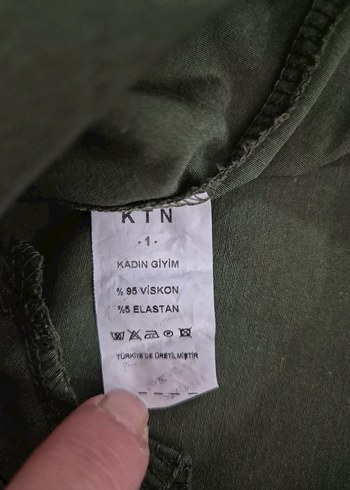 KTN
-1-
KADIN GİYİM
% 95 VİSKON
%5 ELASTAN
TÜRKİYE'DE ÜRETİLMİŞTİR